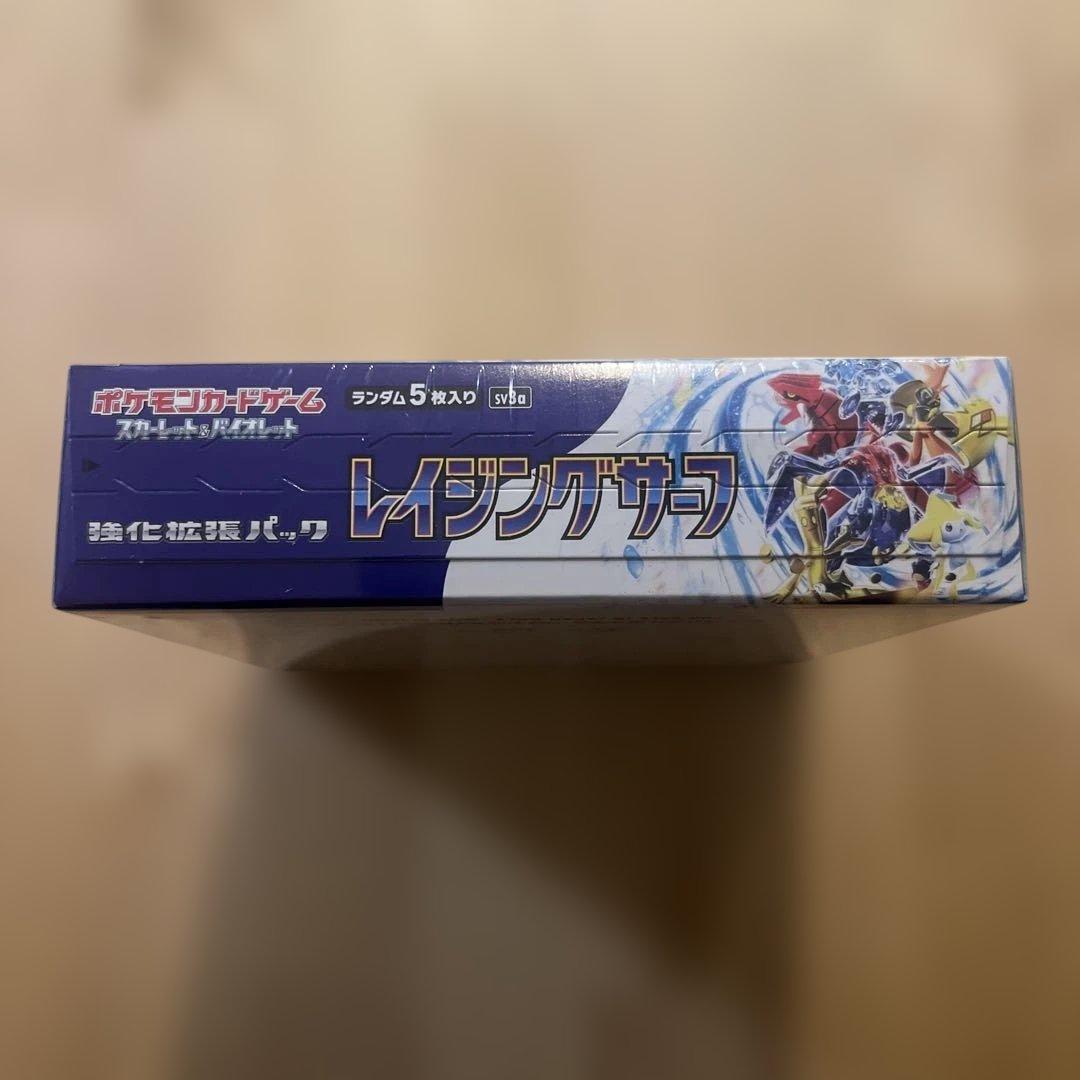 ポケモンカードゲーム
スカーレット&バイオレット
ランダム5枚入り sv3a
強化拡張パック
レイジングサーフ